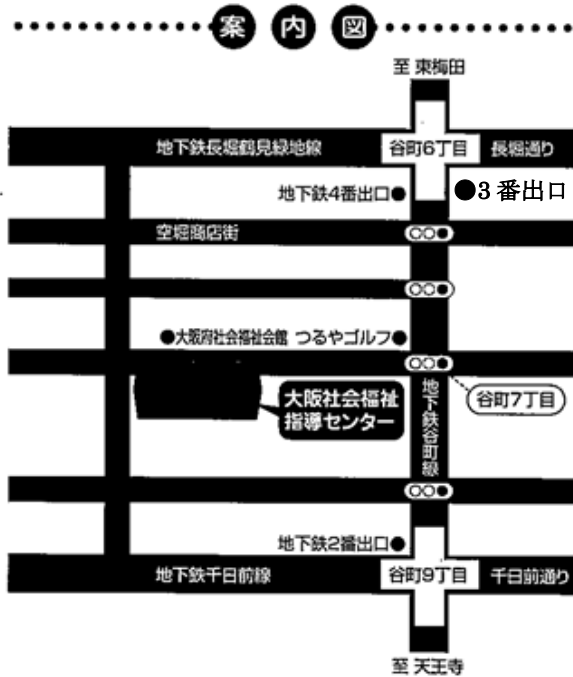 案 内 図
至 東梅田
地下鉄長堀鶴見緑地線
谷町6丁目
長堀通り
地下鉄4番出口●
●3番出口
空堀商店街
●大阪府社会福祉会館
つるやゴルフ●
大阪社会福祉
指導センター
地下鉄谷町線
谷町7丁目
地下鉄2番出口●
地下鉄千日前線
谷町9丁目
千日前通り
至 天王寺